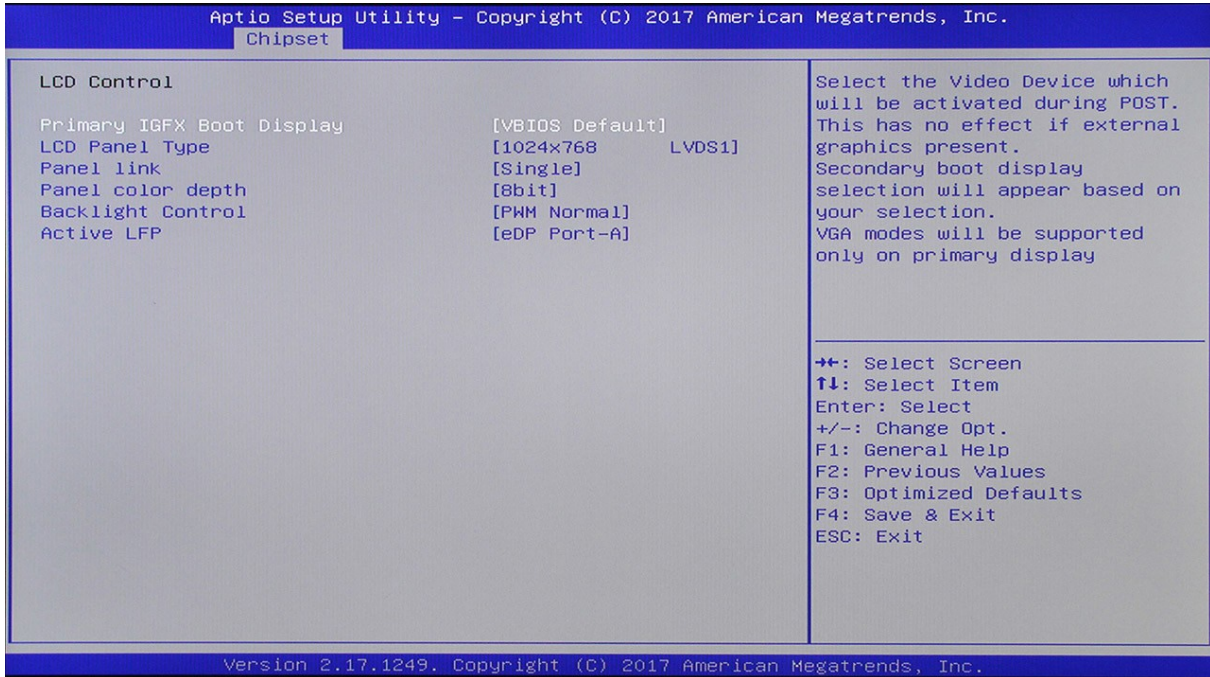 Aptio Setup Utility – Copyright (C) 2017 American Megatrends, Inc.
Chipset
LCD Control
Primary IGFX Boot Display [VBIOS Default]
LCD Panel Type [1024x768 LVDS1]
Panel link [Single]
Panel color depth [8bit]
Backlight Control [PWM Normal]
Active LFP [eDP Port-A]
Select the Video Device which
will be activated during POST.
This has no effect if external
graphics present.
Secondary boot display
selection will appear based on
your selection.
VGA modes will be supported
only on primary display
→←: Select Screen
↑↓: Select Item
Enter: Select
+/-: Change Opt.
F1: General Help
F2: Previous Values
F3: Optimized Defaults
F4: Save & Exit
ESC: Exit
Version 2.17.1249. Copyright (C) 2017 American Megatrends, Inc.